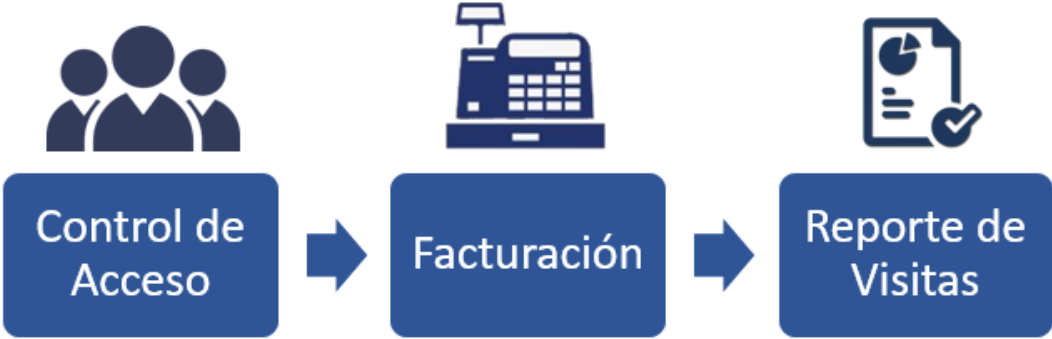 Control de
Acceso
Facturación
Reporte de
Visitas